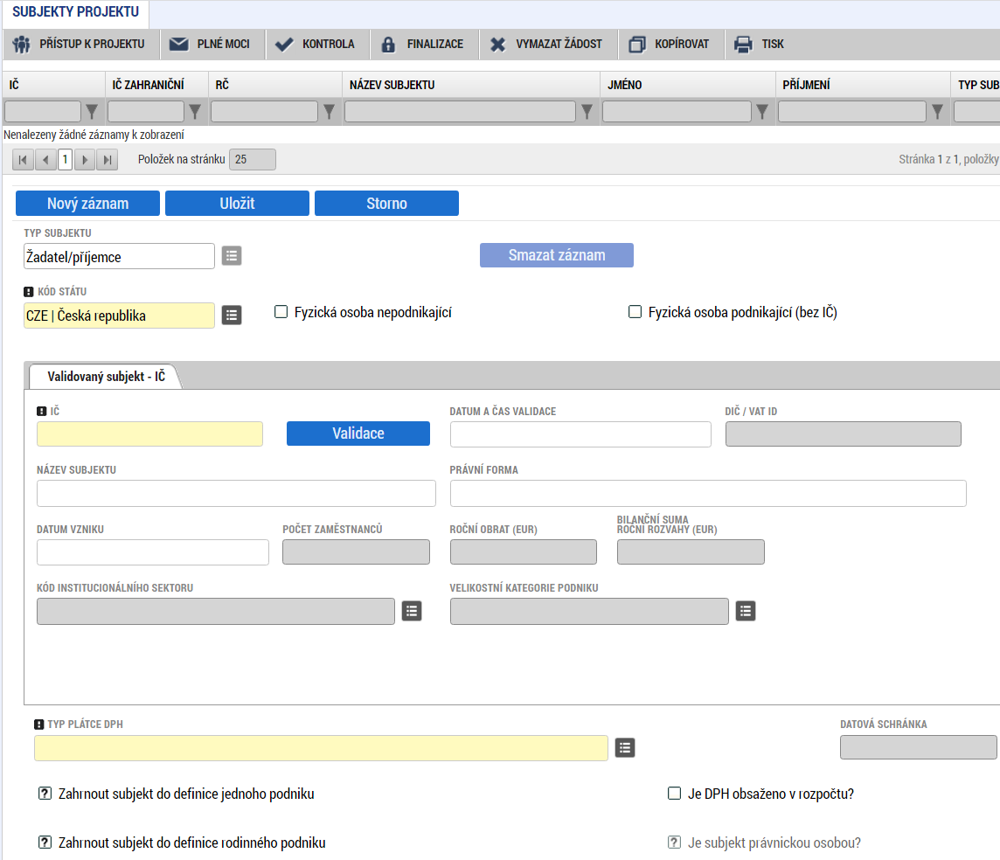 SUBJEKTY PROJEKTU
PŘÍSTUP K PROJEKTU PLNÉ MOCI KONTROLA FINALIZACE VYMAZAT ŽÁDOST KOPÍROVAT TISK
IČ IČ ZAHRANIČNÍ RČ NÁZEV SUBJEKTU JMÉNO PŘÍJMENÍ TYP SUB
Nenalezeny žádné záznamy k zobrazení
1 Položek na stránku 25 Stránka 1 z 1, položky
Nový záznam Uložit Storno
TYP SUBJEKTU
Žadatel/příjemce Smazat záznam
KÓD STÁTU
CZE | Česká republika Fyzická osoba nepodnikající Fyzická osoba podnikající (bez IČ)
Validovaný subjekt - IČ
IČ DATUM A ČAS VALIDACE DIČ / VAT ID
Validace
NÁZEV SUBJEKTU PRÁVNÍ FORMA
DATUM VZNIKU POČET ZAMĚSTNANCŮ ROČNÍ OBRAT (EUR) BILANČNÍ SUMA
ROČNÍ ROZVAHY (EUR)
KÓD INSTITUCIONÁLNÍHO SEKTORU VELIKOSTNÍ KATEGORIE PODNIKU
TYP PLÁTCE DPH DATOVÁ SCHRÁNKA
Zahrnout subjekt do definice jednoho podniku Je DPH obsaženo v rozpočtu?
Zahrnout subjekt do definice rodinného podniku Je subjekt právnickou osobou?